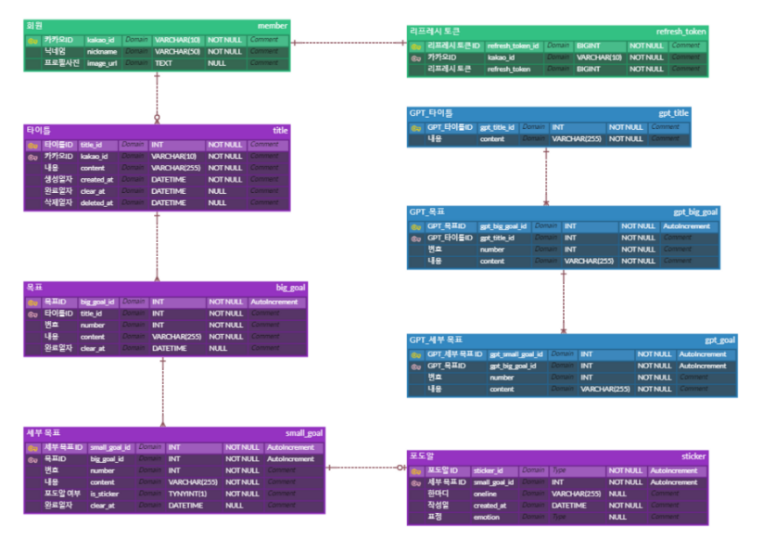 회원 member
카카오ID kakao_id Domain VARCHAR(10) NOT NULL Comment
닉네임 nickname Domain VARCHAR(50) NOT NULL Comment
프로필사진 image_url Domain TEXT NULL Comment
리프레시 토큰 refresh_token
리프레시 토큰 ID refresh_token_id Domain BIGINT NOT NULL Comment
카카오ID kakao_id Domain VARCHAR(10) NOT NULL Comment
리프레시 토큰 refresh_token Domain BIGINT NOT NULL Comment
GPT_타이틀 gpt_title
GPT_타이틀ID gpt_title_id Domain INT NOT NULL Comment
내용 content Domain VARCHAR(255) NOT NULL Comment
타이틀 title
타이틀ID title_id Domain INT NOT NULL Comment
카카오ID kakao_id Domain VARCHAR(10) NOT NULL Comment
내용 content Domain VARCHAR(255) NOT NULL Comment
생성일자 created_at Domain DATETIME NOT NULL Comment
완료일자 clear_at Domain DATETIME NULL Comment
삭제일자 deleted_at Domain DATETIME NULL Comment
GPT_목표 gpt_big_goal
GPT_목표ID gpt_big_goal_id Domain INT NOT NULL AutoIncrement
GPT_타이틀ID gpt_title_id Domain INT NOT NULL Comment
번호 number Domain INT NOT NULL Comment
내용 content Domain VARCHAR(255) NOT NULL Comment
목표 big_goal
목표ID big_goal_id Domain INT NOT NULL AutoIncrement
타이틀ID title_id Domain INT NOT NULL Comment
번호 number Domain INT NOT NULL Comment
내용 content Domain VARCHAR(255) NOT NULL Comment
완료일자 clear_at Domain DATETIME NULL Comment
GPT_세부 목표 gpt_goal
GPT_세부 목표 ID gpt_small_goal_id Domain INT NOT NULL AutoIncrement
GPT_목표ID gpt_big_goal_id Domain INT NOT NULL AutoIncrement
번호 number Domain INT NOT NULL Comment
내용 content Domain VARCHAR(255) NOT NULL Comment
세부 목표 small_goal
세부 목표 ID small_goal_id Domain INT NOT NULL AutoIncrement
목표ID big_goal_id Domain INT NOT NULL AutoIncrement
번호 number Domain INT NOT NULL Comment
내용 content Domain VARCHAR(255) NOT NULL Comment
포도알 여부 is_sticker Domain TYNYINT(1) NOT NULL Comment
완료일자 clear_at Domain DATETIME NULL Comment
포도알 sticker
포도알 ID sticker_id Domain Type NOT NULL AutoIncrement
세부 목표 ID small_goal_id Domain INT NOT NULL AutoIncrement
한마디 oneline Domain VARCHAR(255) NULL Comment
작성일 created_at Domain DATETIME NOT NULL Comment
표정 emotion Domain Type NULL Comment